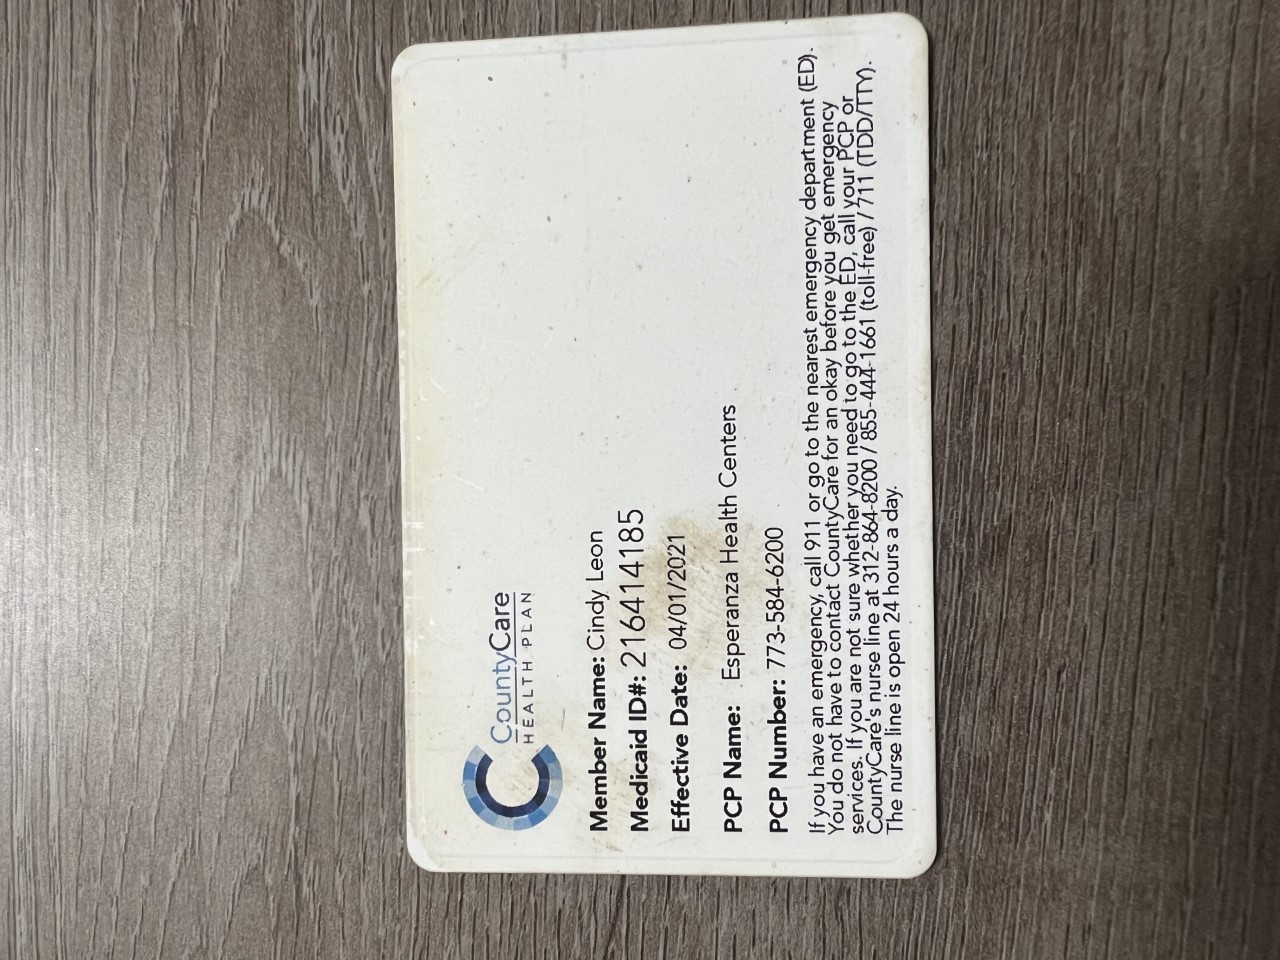 CountyCare
HEALTH PLAN
Member Name: Cindy Leon
Medicaid ID#: 216414185
Effective Date: 04/01/2021
PCP Name: Esperanza Health Centers
PCP Number: 773-584-6200
If you have an emergency, call 911 or go to the nearest emergency department (ED).
You do not have to contact CountyCare for an okay before you get emergency
services. If you are not sure whether you need to go to the ED, call your PCP or
CountyCare's nurse line at 312-864-8200 / 855-444-1661 (toll-free) / 711 (TDD/TTY).
The nurse line is open 24 hours a day.